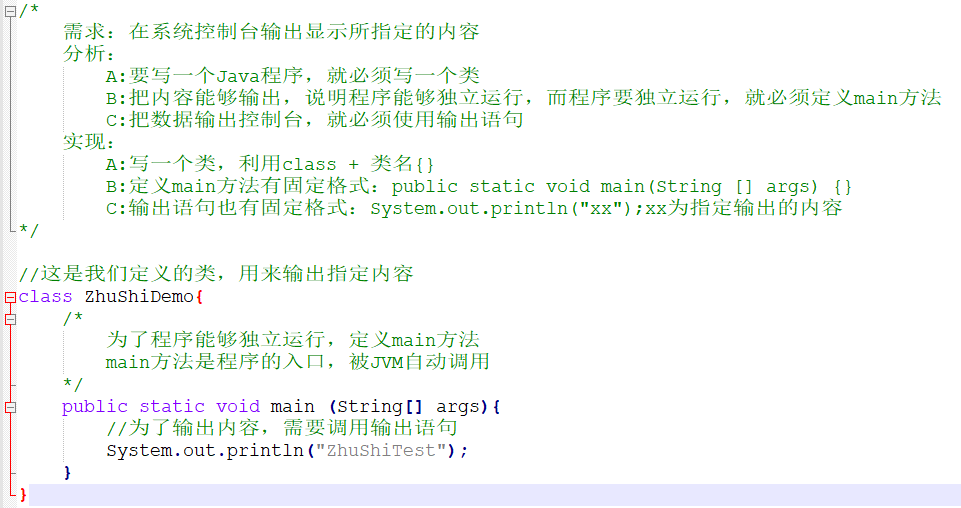 /*
需求：在系统控制台输出显示所指定的内容
分析：
A:要写一个Java程序，就必须写一个类
B:把内容能够输出，说明程序能够独立运行，而程序要独立运行，就必须定义main方法
C:把数据输出控制台，就必须使用输出语句
实现：
A:写一个类，利用class + 类名{}
B:定义main方法有固定格式：public static void main(String [] args) {}
C:输出语句也有固定格式：System.out.println("xx");xx为指定输出的内容
*/
//这是我们定义的类，用来输出指定内容
class ZhuShiDemo{
/*
为了程序能够独立运行，定义main方法
main方法是程序的入口，被JVM自动调用
*/
public static void main (String[] args){
//为了输出内容，需要调用输出语句
System.out.println("ZhuShiTest");
}
}